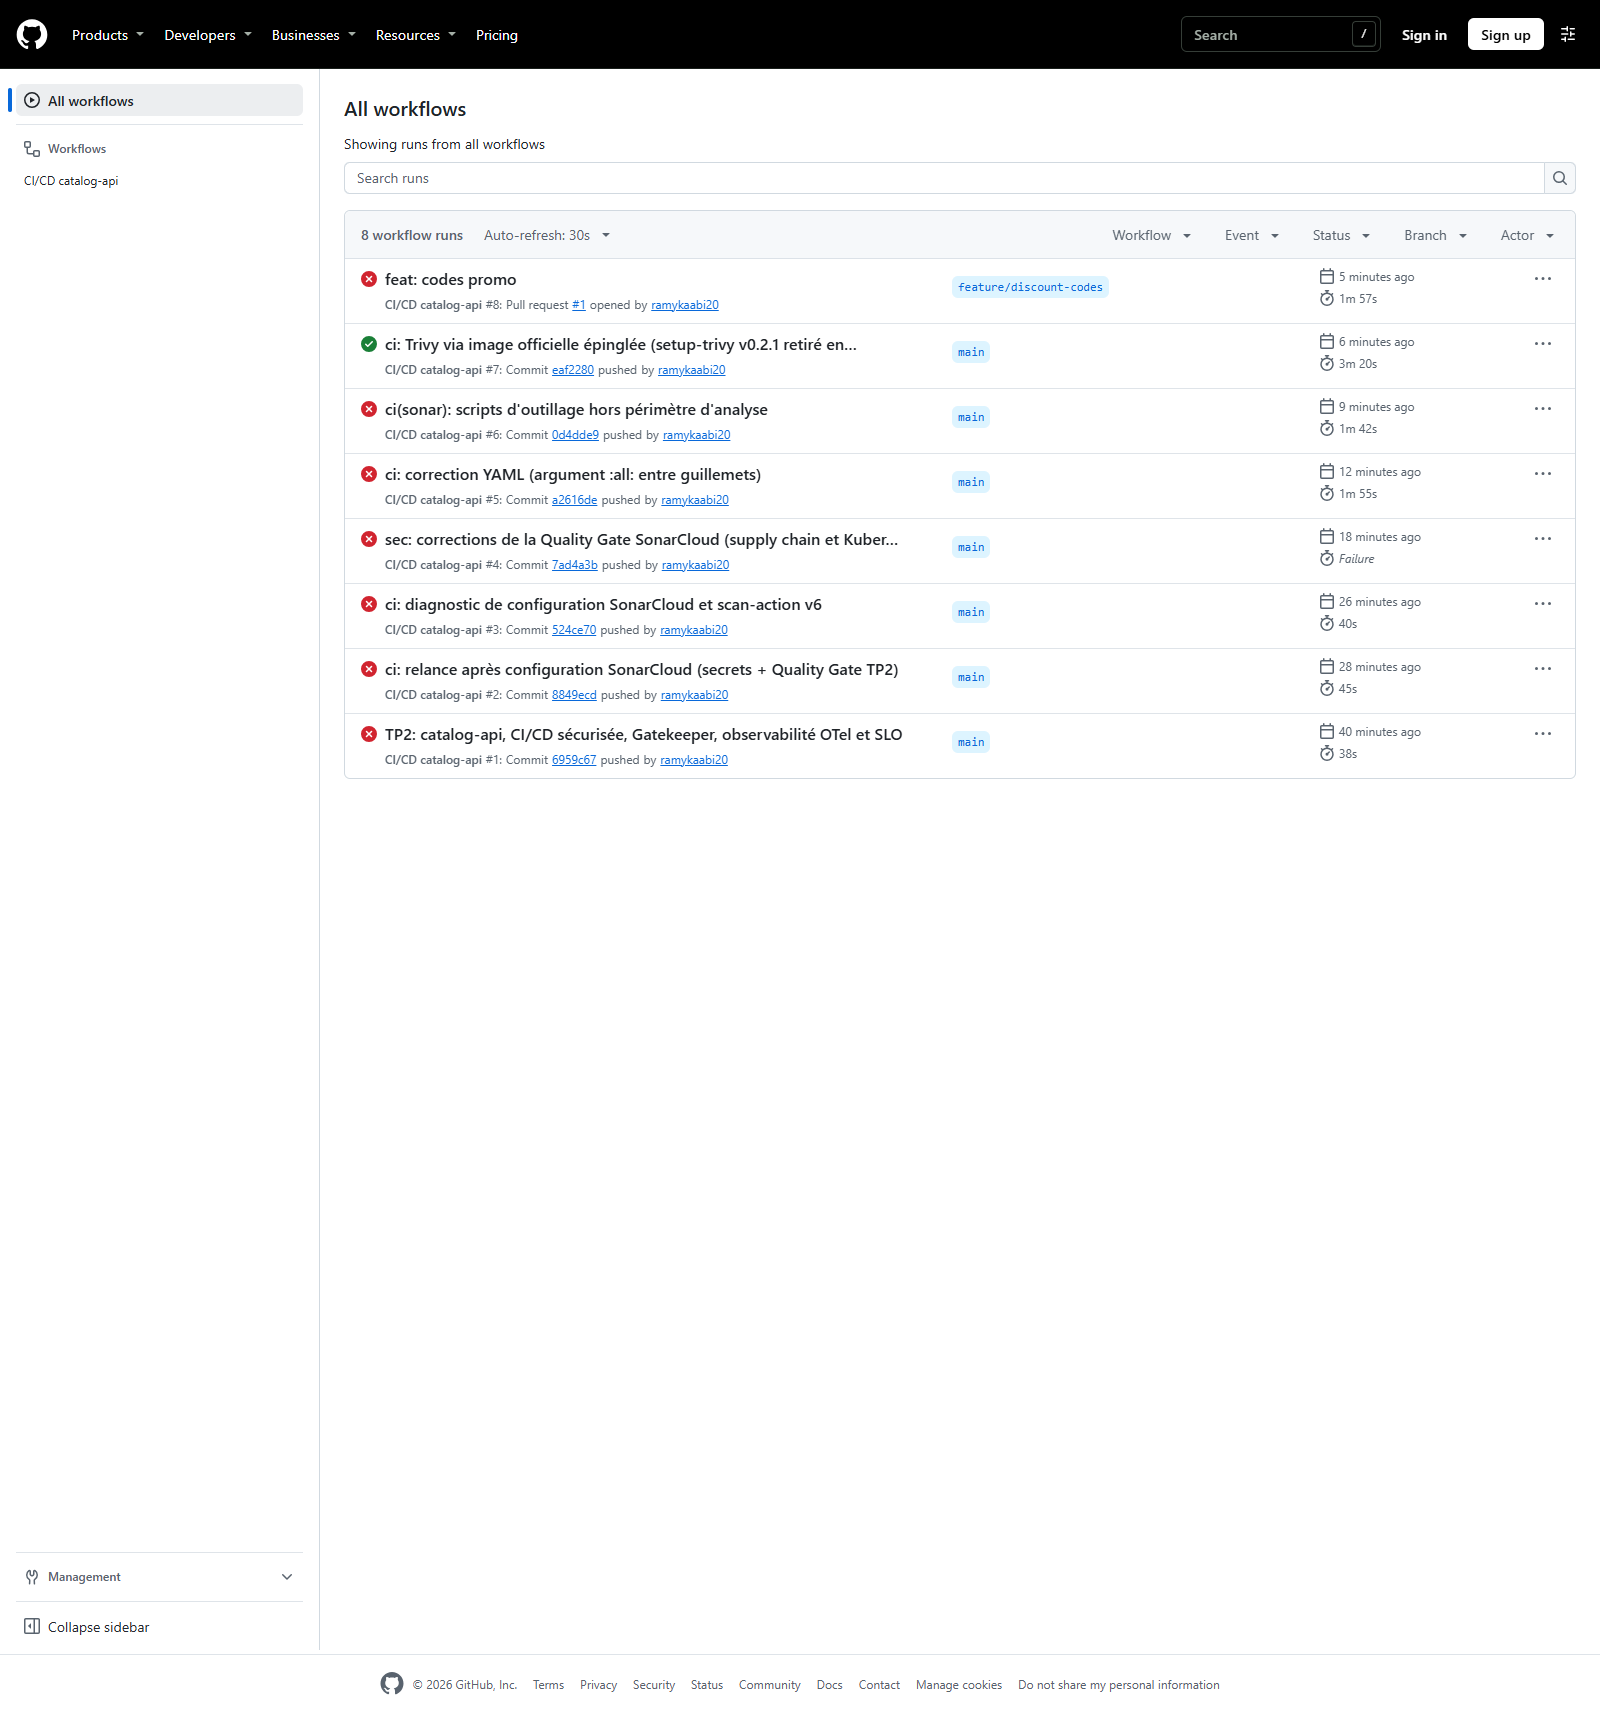 Products Developers Businesses Resources Pricing Search / Sign in Sign up
All workflows
Workflows
CI/CD catalog-api
All workflows
Showing runs from all workflows
Search runs
8 workflow runs Auto-refresh: 30s Workflow Event Status Branch Actor
feat: codes promo feature/discount-codes 5 minutes ago
CI/CD catalog-api #8: Pull request #1 opened by ramykaabi20 1m 57s
ci: Trivy via image officielle épinglée (setup-trivy v0.2.1 retiré en... main 6 minutes ago
CI/CD catalog-api #7: Commit eaf2280 pushed by ramykaabi20 3m 20s
ci(sonar): scripts d'outillage hors périmètre d'analyse main 9 minutes ago
CI/CD catalog-api #6: Commit 0d4dde9 pushed by ramykaabi20 1m 42s
ci: correction YAML (argument :all: entre guillemets) main 12 minutes ago
CI/CD catalog-api #5: Commit a2616de pushed by ramykaabi20 1m 55s
sec: corrections de la Quality Gate SonarCloud (supply chain et Kuber... main 18 minutes ago
CI/CD catalog-api #4: Commit 7ad4a3b pushed by ramykaabi20 Failure
ci: diagnostic de configuration SonarCloud et scan-action v6 main 26 minutes ago
CI/CD catalog-api #3: Commit 524ce70 pushed by ramykaabi20 40s
ci: relance après configuration SonarCloud (secrets + Quality Gate TP2) main 28 minutes ago
CI/CD catalog-api #2: Commit 8849ecd pushed by ramykaabi20 45s
TP2: catalog-api, CI/CD sécurisée, Gatekeeper, observabilité OTel et SLO main 40 minutes ago
CI/CD catalog-api #1: Commit 6959c67 pushed by ramykaabi20 38s
Management
Collapse sidebar
© 2026 GitHub, Inc. Terms Privacy Security Status Community Docs Contact Manage cookies Do not share my personal information